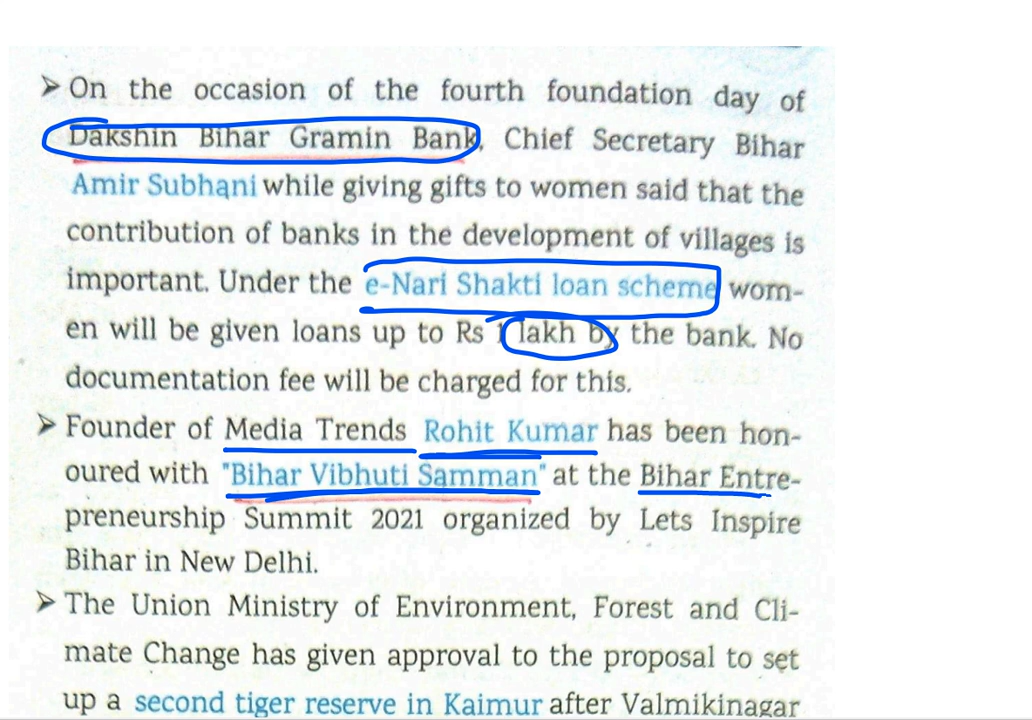 ➤ On the occasion of the fourth foundation day of
Dakshin Bihar Gramin Bank, Chief Secretary Bihar
Amir Subhani while giving gifts to women said that the
contribution of banks in the development of villages is
important. Under the e-Nari Shakti loan scheme wom-
en will be given loans up to Rs 1 lakh by the bank. No
documentation fee will be charged for this.
➤ Founder of Media Trends Rohit Kumar has been hon-
oured with "Bihar Vibhuti Samman" at the Bihar Entre-
preneurship Summit 2021 organized by Lets Inspire
Bihar in New Delhi.
➤ The Union Ministry of Environment, Forest and Cli-
mate Change has given approval to the proposal to set
up a second tiger reserve in Kaimur after Valmikinagar